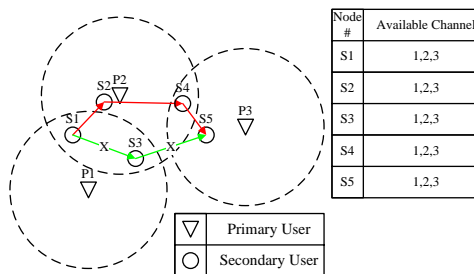 Node # Available Channel
S1 1,2,3
S2 1,2,3
S3 1,2,3
S4 1,2,3
S5 1,2,3
S2 P2 S4
S1 S5 P3
X X
S3
P1
Primary User
Secondary User